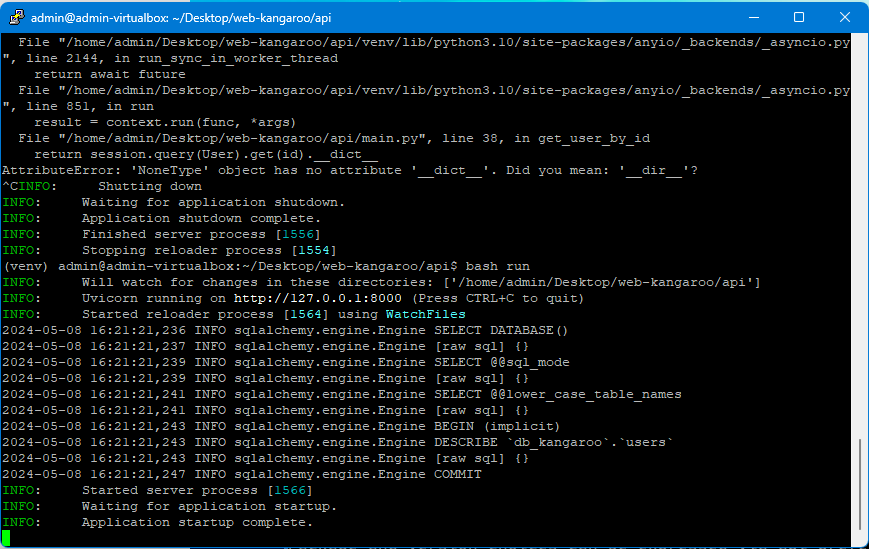 admin@admin-virtualbox: ~/Desktop/web-kangaroo/api
  File "/home/admin/Desktop/web-kangaroo/api/venv/lib/python3.10/site-packages/anyio/_backends/_asyncio.py
", line 2144, in run_sync_in_worker_thread
    return await future
  File "/home/admin/Desktop/web-kangaroo/api/venv/lib/python3.10/site-packages/anyio/_backends/_asyncio.py
", line 851, in run
    result = context.run(func, *args)
  File "/home/admin/Desktop/web-kangaroo/api/main.py", line 38, in get_user_by_id
    return session.query(User).get(id).__dict__
AttributeError: 'NoneType' object has no attribute '__dict__'. Did you mean: '__dir__'?
^CINFO:     Shutting down
INFO:     Waiting for application shutdown.
INFO:     Application shutdown complete.
INFO:     Finished server process [1556]
INFO:     Stopping reloader process [1554]
(venv) admin@admin-virtualbox:~/Desktop/web-kangaroo/api$ bash run
INFO:     Will watch for changes in these directories: ['/home/admin/Desktop/web-kangaroo/api']
INFO:     Uvicorn running on http://127.0.0.1:8000 (Press CTRL+C to quit)
INFO:     Started reloader process [1564] using WatchFiles
2024-05-08 16:21:21,236 INFO sqlalchemy.engine.Engine SELECT DATABASE()
2024-05-08 16:21:21,237 INFO sqlalchemy.engine.Engine [raw sql] {}
2024-05-08 16:21:21,239 INFO sqlalchemy.engine.Engine SELECT @@sql_mode
2024-05-08 16:21:21,239 INFO sqlalchemy.engine.Engine [raw sql] {}
2024-05-08 16:21:21,241 INFO sqlalchemy.engine.Engine SELECT @@lower_case_table_names
2024-05-08 16:21:21,241 INFO sqlalchemy.engine.Engine [raw sql] {}
2024-05-08 16:21:21,243 INFO sqlalchemy.engine.Engine BEGIN (implicit)
2024-05-08 16:21:21,243 INFO sqlalchemy.engine.Engine DESCRIBE `db_kangaroo`.`users`
2024-05-08 16:21:21,243 INFO sqlalchemy.engine.Engine [raw sql] {}
2024-05-08 16:21:21,247 INFO sqlalchemy.engine.Engine COMMIT
INFO:     Started server process [1566]
INFO:     Waiting for application startup.
INFO:     Application startup complete.